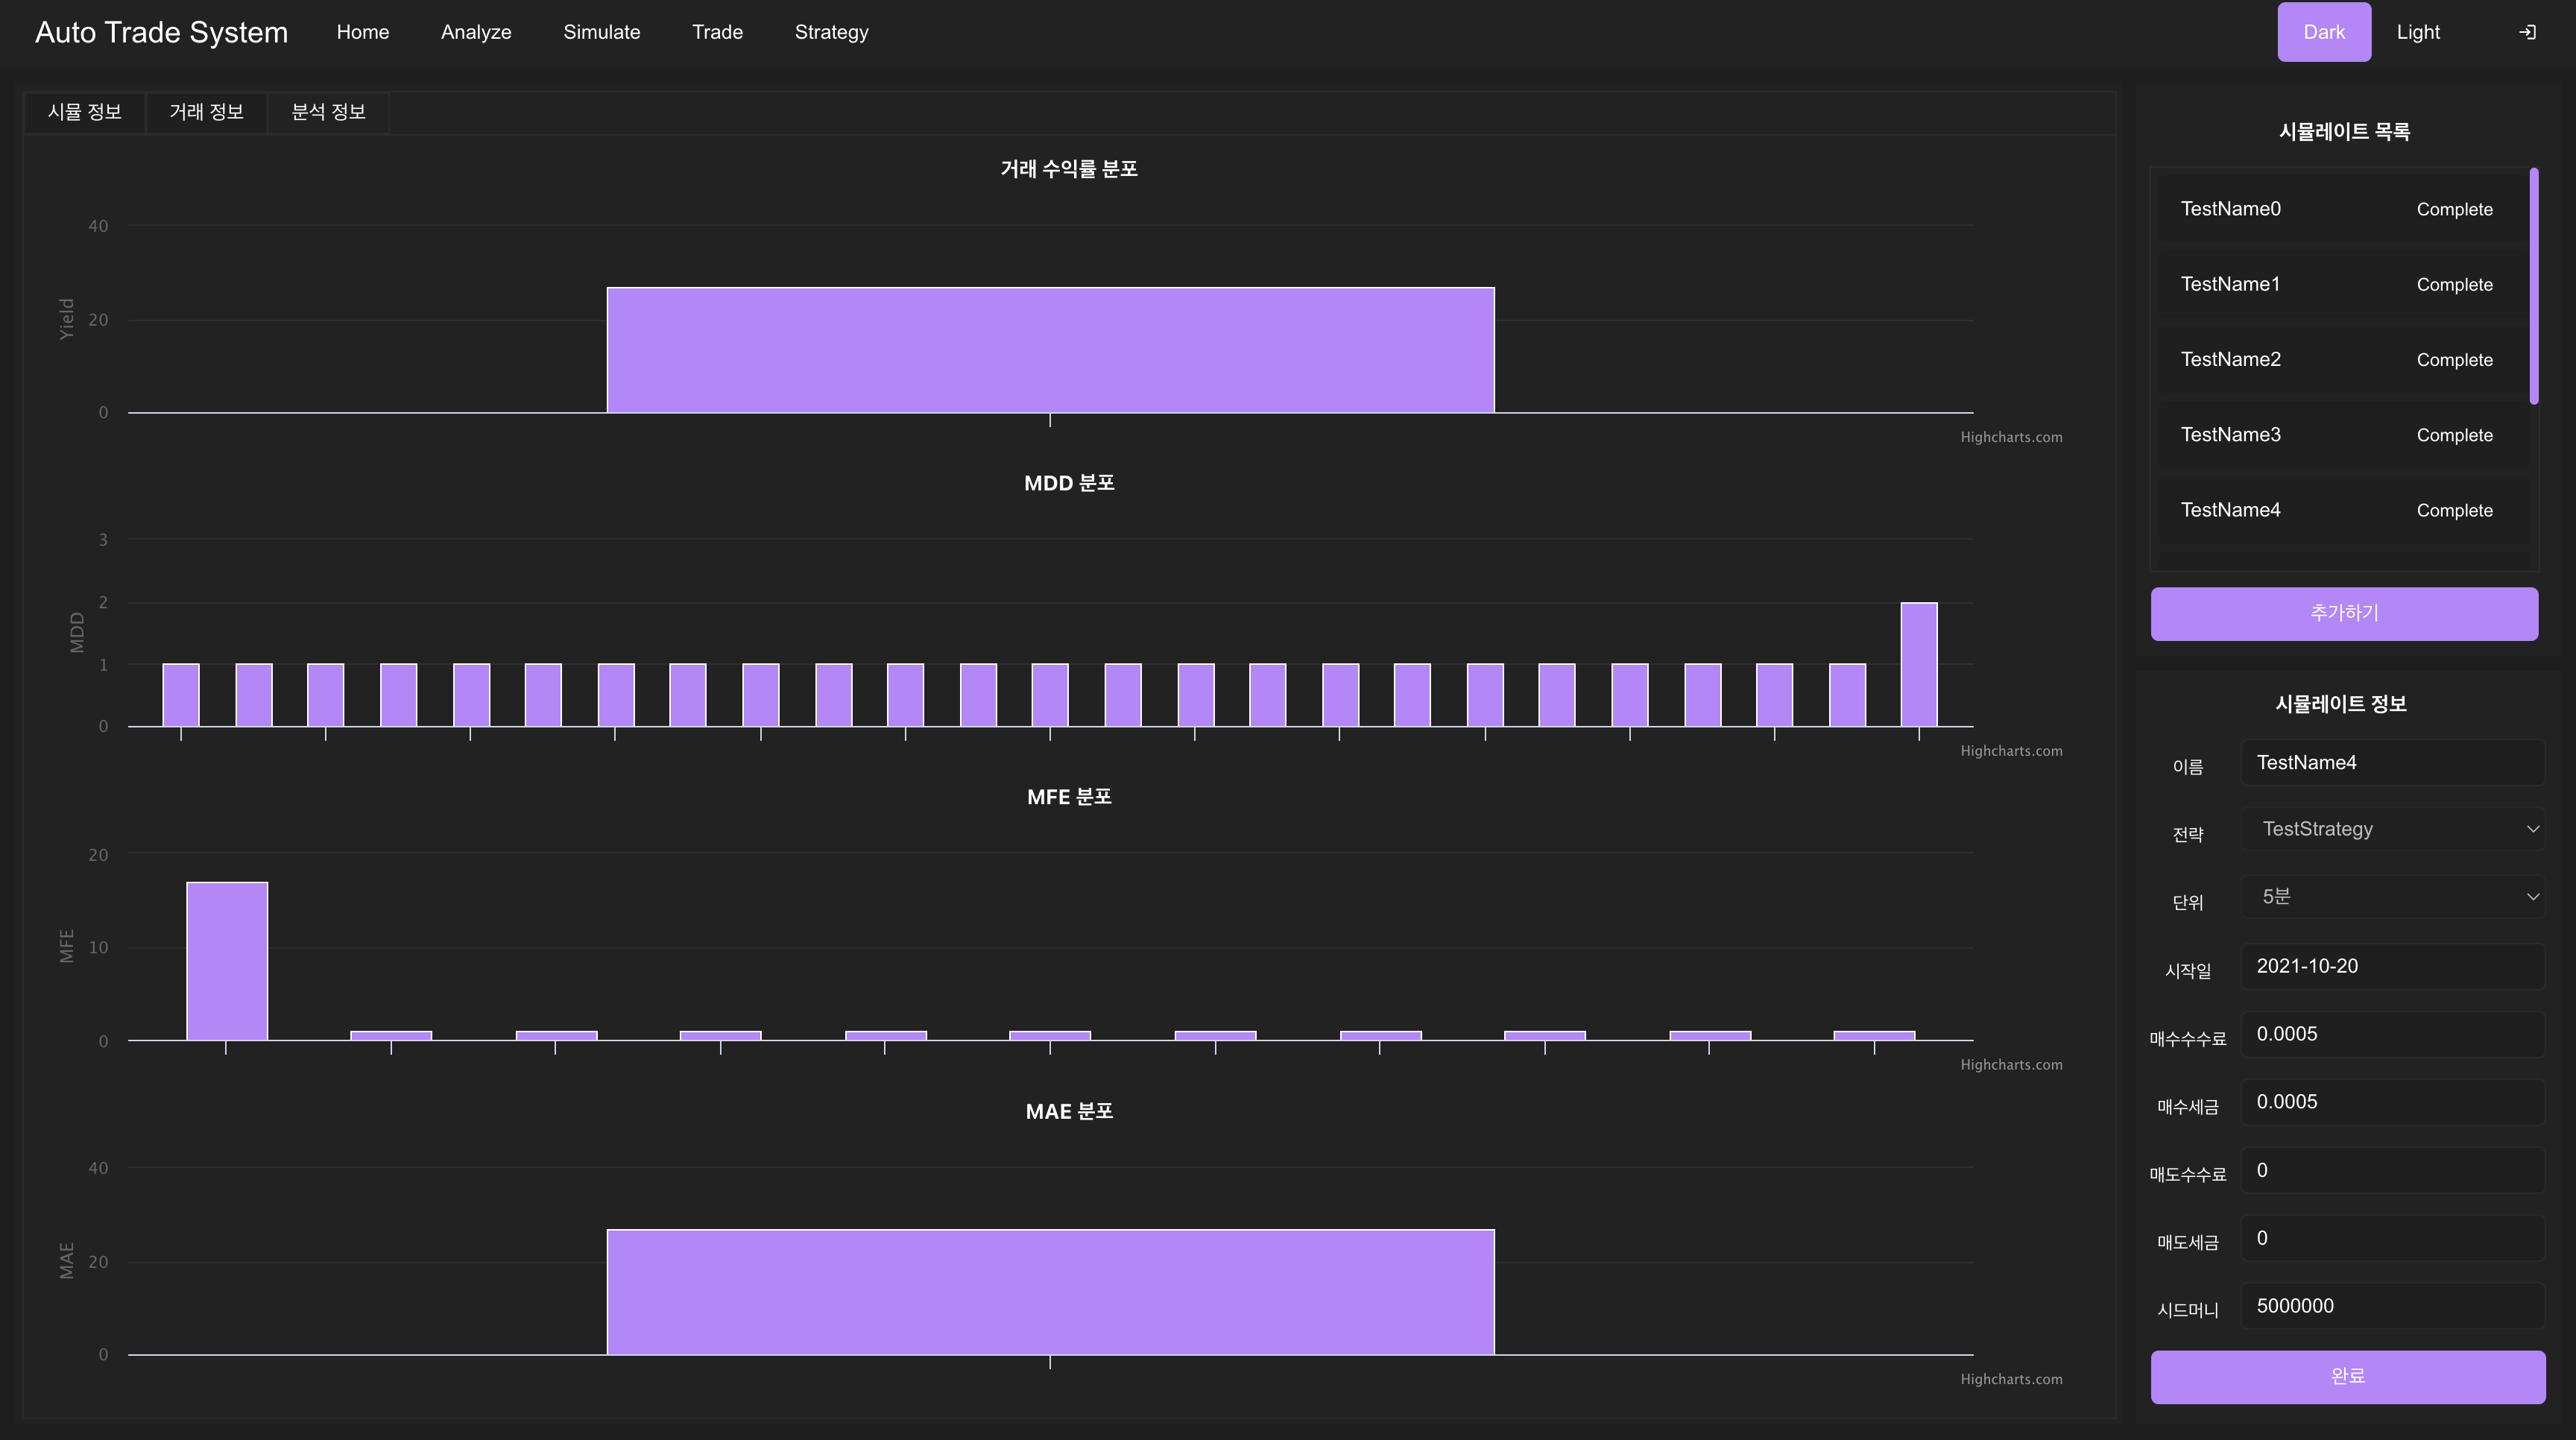 Auto Trade System Home Analyze Simulate Trade Strategy Dark Light
시뮬 정보 거래 정보 분석 정보
거래 수익률 분포
Yield
40
20
0
Highcharts.com
MDD 분포
MDD
3
2
1
0
Highcharts.com
MFE 분포
MFE
20
10
0
Highcharts.com
MAE 분포
MAE
40
20
0
Highcharts.com
시뮬레이트 목록
TestName0 Complete
TestName1 Complete
TestName2 Complete
TestName3 Complete
TestName4 Complete
추가하기
시뮬레이트 정보
이름 TestName4
전략 TestStrategy
단위 5분
시작일 2021-10-20
매수수수료 0.0005
매수세금 0.0005
매도수수료 0
매도세금 0
시드머니 5000000
완료